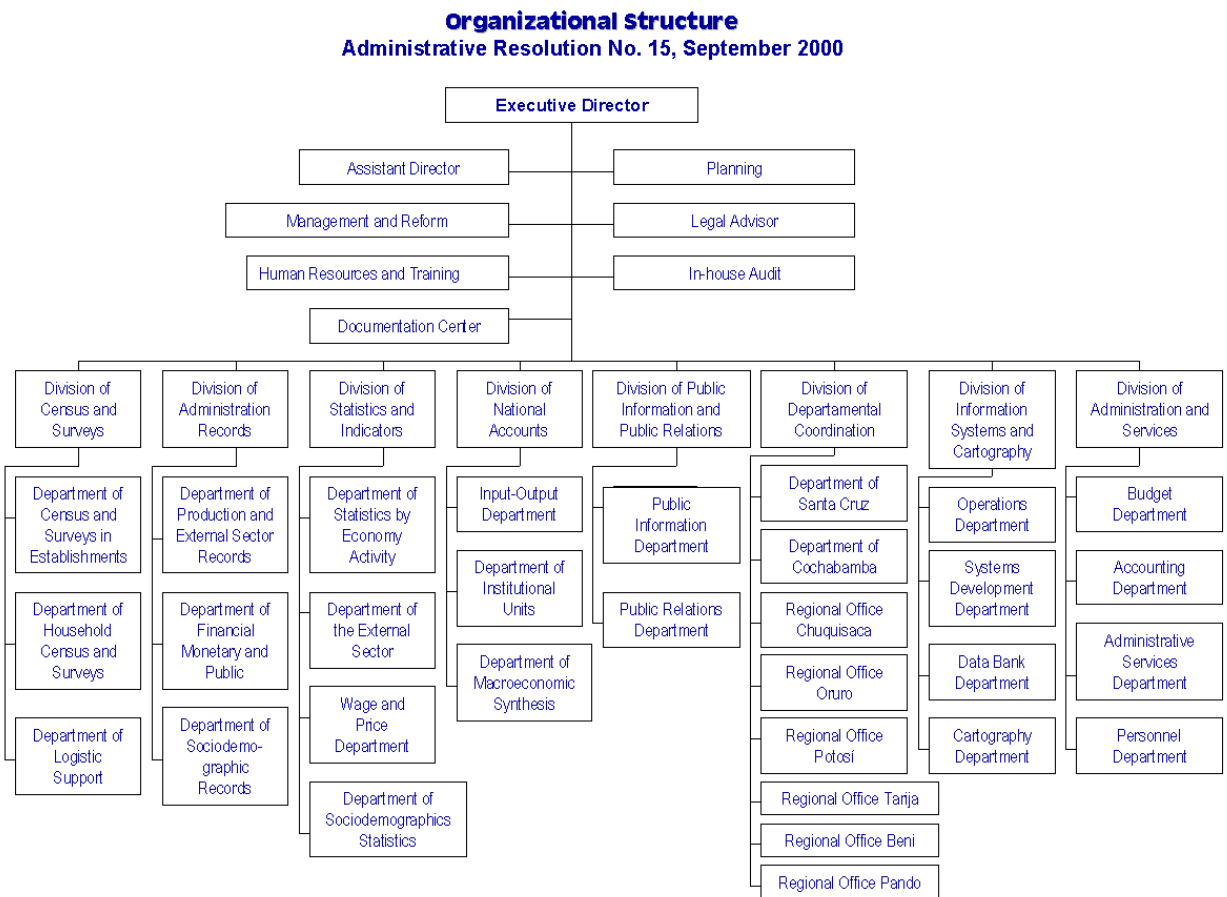 Organizational Structure
Administrative Resolution No. 15, September 2000
Executive Director
Assistant Director
Planning
Management and Reform
Legal Advisor
Human Resources and Training
In-house Audit
Documentation Center
Division of
Census and
Surveys
Division of
Administration
Records
Division of
Statistics and
Indicators
Division of
National
Accounts
Division of Public
Information and
Public Relations
Division of
Departamental
Coordination
Division of
Information
Systems and
Cartography
Division of
Administration and
Services
Department of
Census and
Surveys in
Establishments
Department of
Household
Census and
Surveys
Department of
Logistic
Support
Department of
Production and
External Sector
Records
Department of
Financial
Monetary and
Public
Department of
Sociodemo-
graphic
Records
Department of
Statistics by
Economy
Activity
Department of
the External
Sector
Wage and
Price
Department
Department of
Sociodemographics
Statistics
Input-Output
Department
Department of
Institutional
Units
Department of
Macroeconomic
Synthesis
Public
Information
Department
Public Relations
Department
Department of
Santa Cruz
Department of
Cochabamba
Regional Office
Chuquisaca
Regional Office
Oruro
Regional Office
Potosí
Regional Office Tarija
Regional Office Beni
Regional Office Pando
Operations
Department
Systems
Development
Department
Data Bank
Department
Cartography
Department
Budget
Department
Accounting
Department
Administrative
Services
Department
Personnel
Department